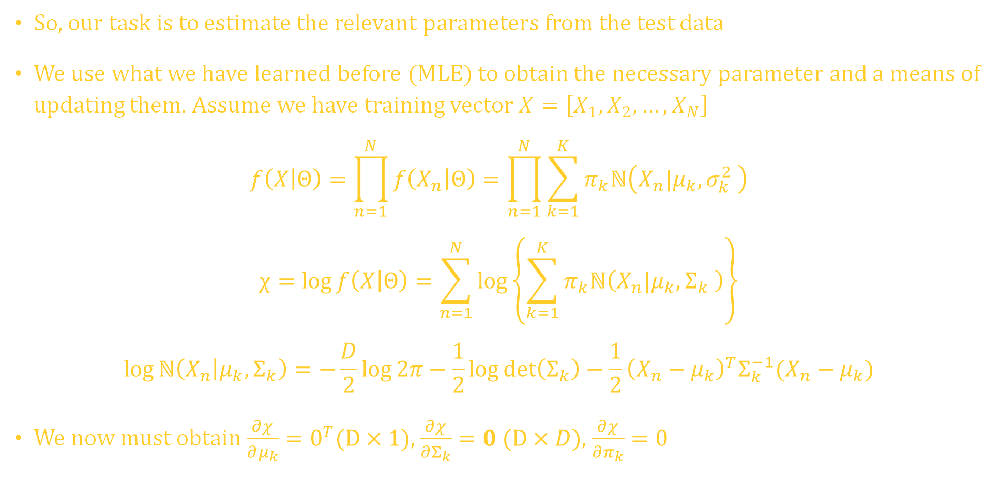 • So, our task is to estimate the relevant parameters from the test data
• We use what we have learned before (MLE) to obtain the necessary parameter and a means of
updating them. Assume we have training vector $X = [X_1, X_2, \ldots, X_N]$
$f(X|\Theta) = \prod_{n=1}^{N} f(X_n|\Theta) = \prod_{n=1}^{N} \sum_{k=1}^{K} \pi_k \mathbb{N}(X_n|\mu_k, \sigma_k^2)$
$\chi = \log f(X|\Theta) = \sum_{n=1}^{N} \log \left\{ \sum_{k=1}^{K} \pi_k \mathbb{N}(X_n|\mu_k, \Sigma_k) \right\}$
$\log \mathbb{N}(X_n|\mu_k, \Sigma_k) = -\frac{D}{2} \log 2\pi - \frac{1}{2} \log \det(\Sigma_k) - \frac{1}{2} (X_n - \mu_k)^T \Sigma_k^{-1} (X_n - \mu_k)$
• We now must obtain $\frac{\partial \chi}{\partial \mu_k} = 0^T (\mathrm{D} \times 1), \frac{\partial \chi}{\partial \Sigma_k} = \mathbf{0} \ (\mathrm{D} \times D), \frac{\partial \chi}{\partial \pi_k} = 0$